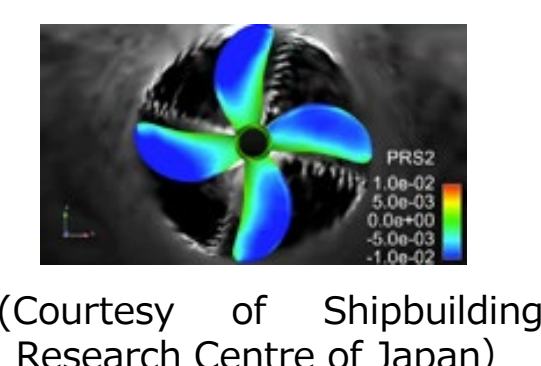 PRS2
1.0e-02
5.0e-03
0.0e+00
-5.0e-03
-1.0e-02
(Courtesy of Shipbuilding
Research Centre of Japan)